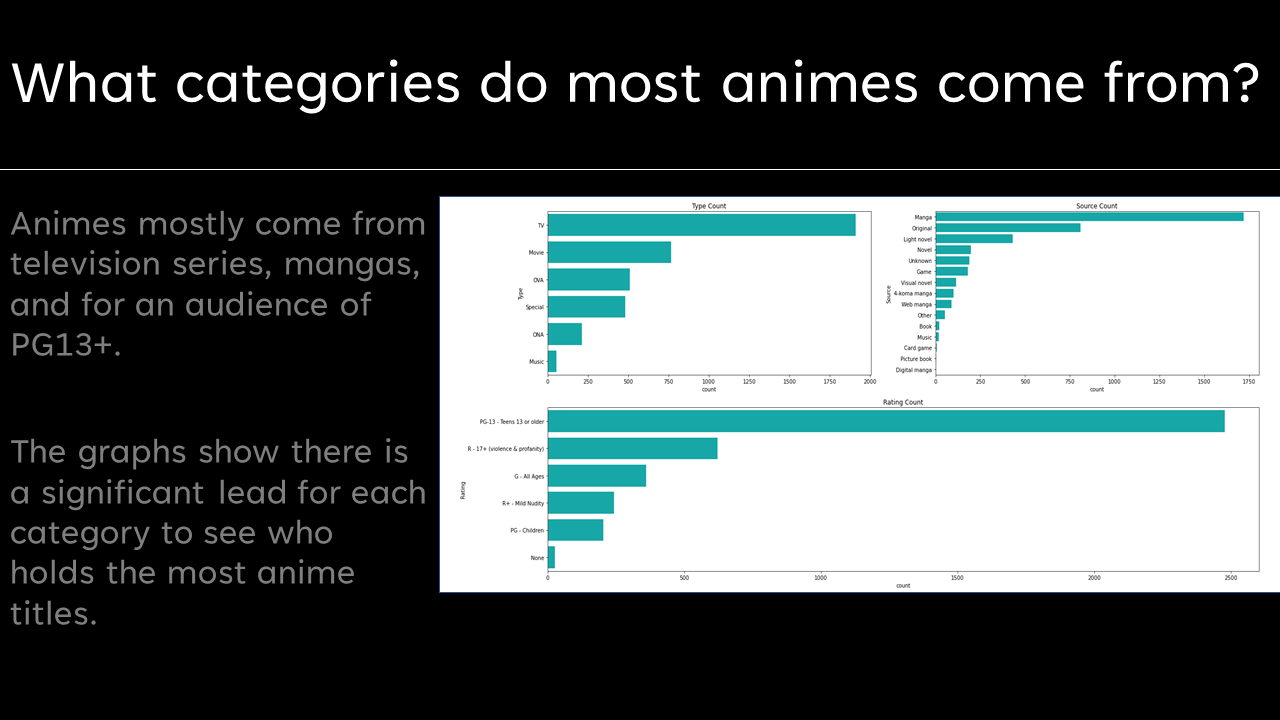 What categories do most animes come from?
Animes mostly come from
television series, mangas,
and for an audience of
PG13+.
The graphs show there is
a significant lead for each
category to see who
holds the most anime
titles.
Type Count
Type
TV
Movie
OVA
Special
ONA
Music
0 250 500 750 1000 1250 1500 1750 2000
count
Source Count
Source
Manga
Original
Light novel
Novel
Unknown
Game
Visual novel
4-koma manga
Web manga
Other
Book
Music
Card game
Picture book
Digital manga
0 250 500 750 1000 1250 1500 1750
count
Rating Count
Rating
PG-13 - Teens 13 or older
R - 17+ (violence & profanity)
G - All Ages
R+ - Mild Nudity
PG - Children
None
0 500 1000 1500 2000 2500
count